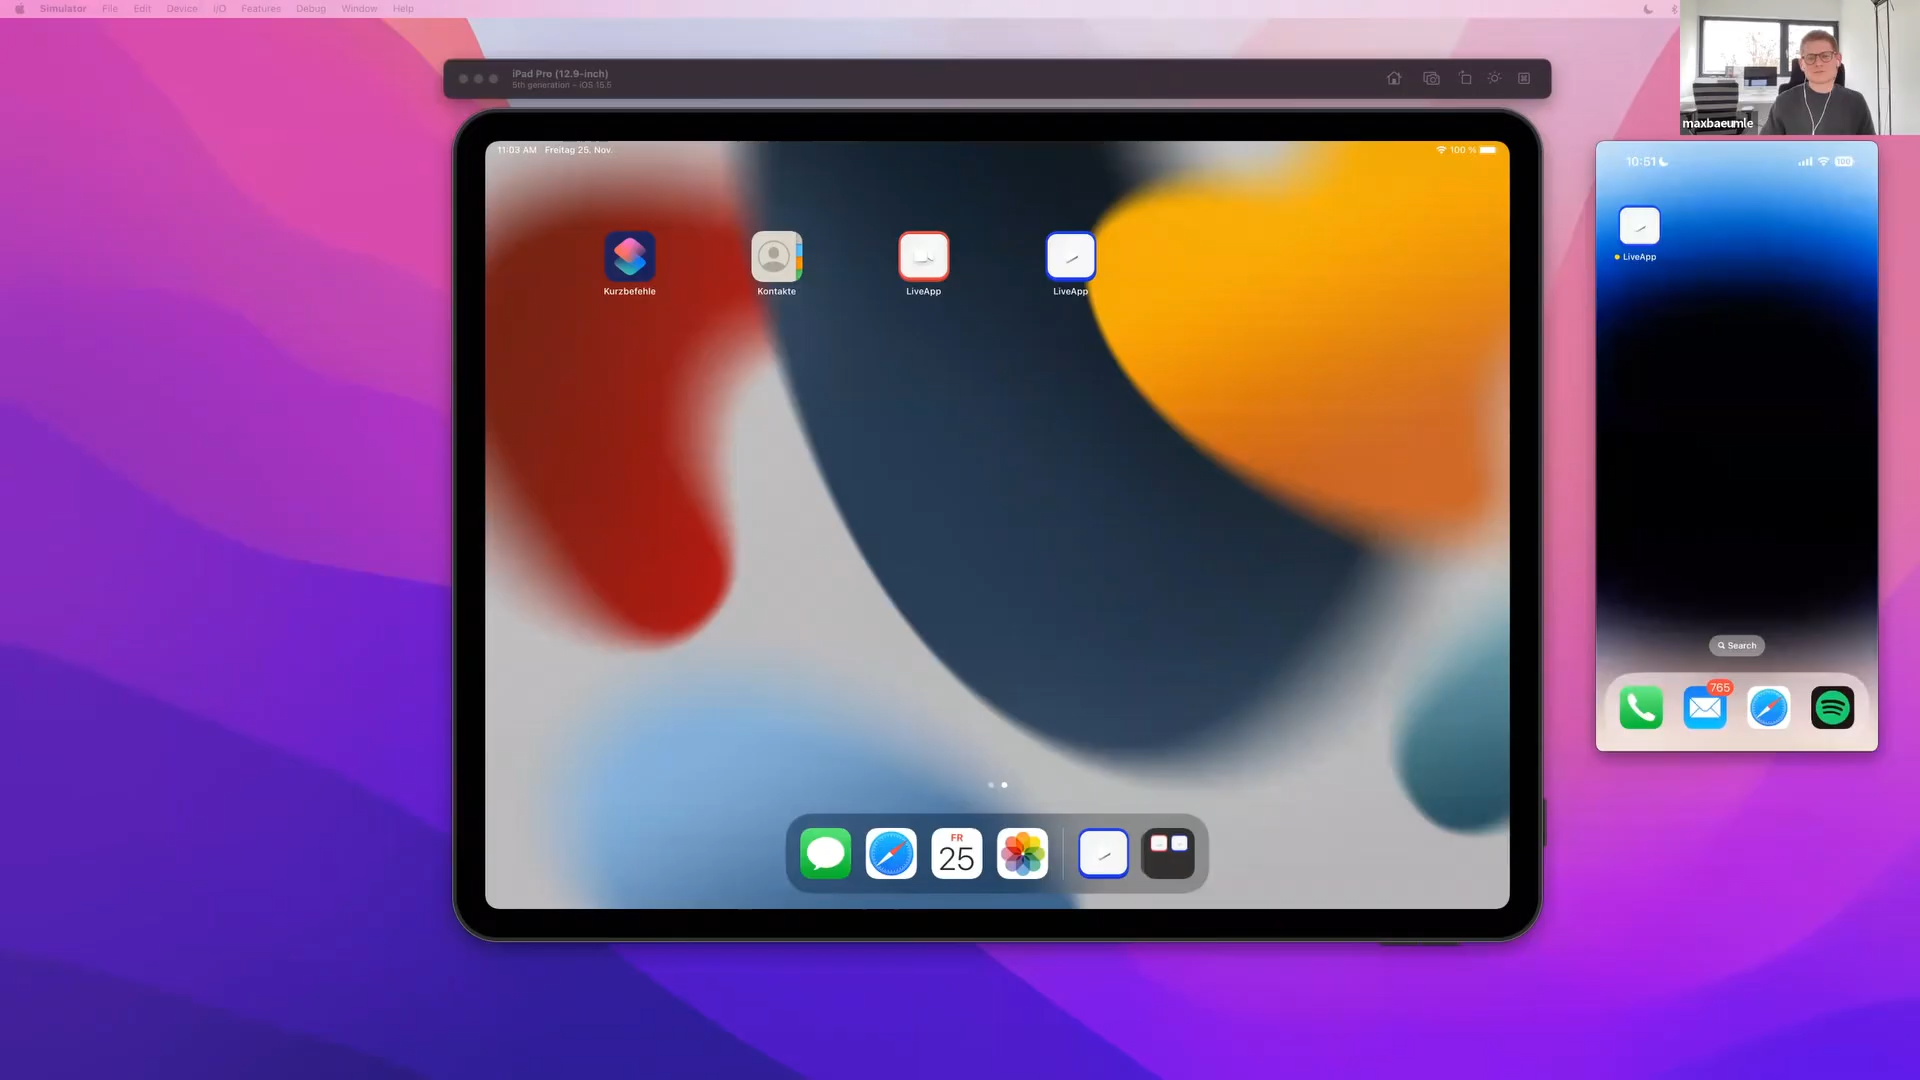 Simulator File Edit Device I/O Features Debug Window Help
maxbaeumle
iPad Pro (12.9-inch)
5th generation – iOS 15.5
11:03 AM Freitag 25. Nov.
100 %
Kurzbefehle
Kontakte
LiveApp
LiveApp
FR
25
10:51
100
LiveApp
Search
765